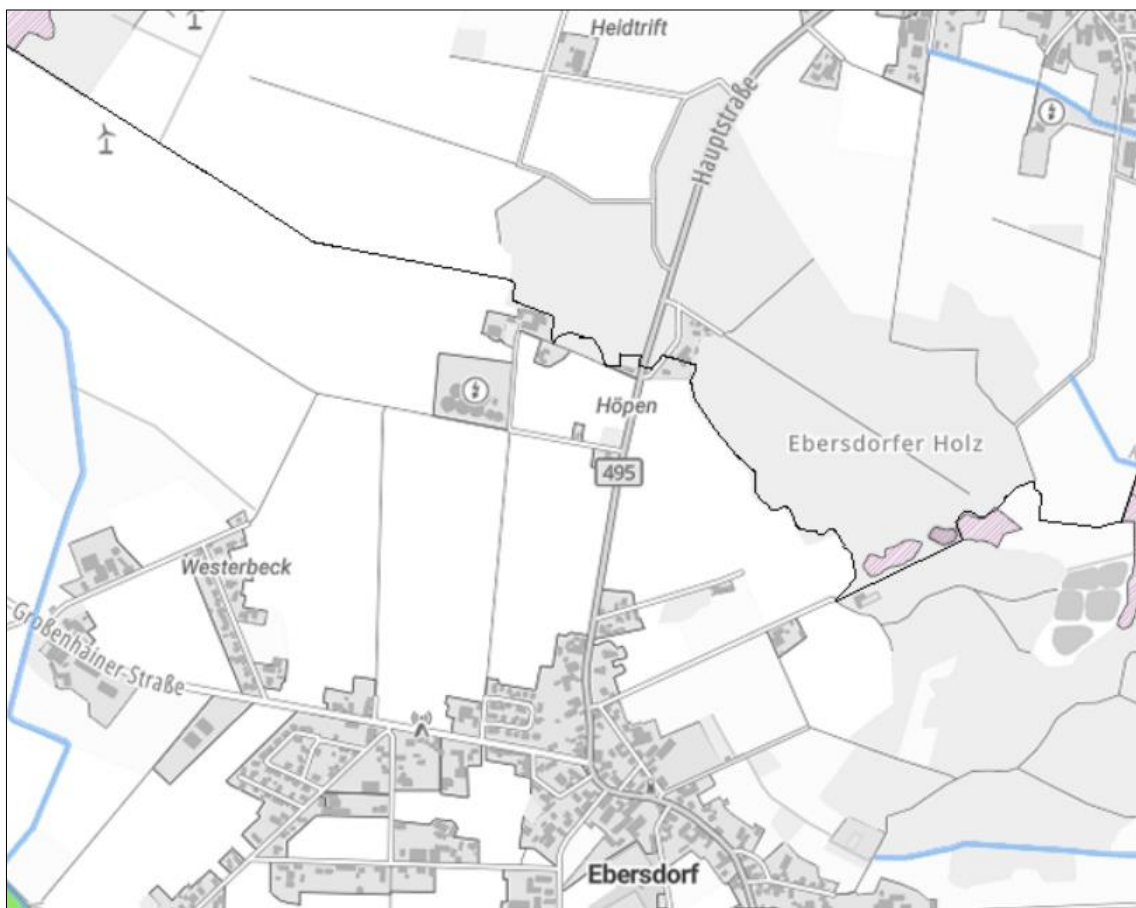 Heidtrift
Hauptstraße
Höpen
Ebersdorfer Holz
495
Westerbeck
Großenhainer-Straße
Ebersdorf